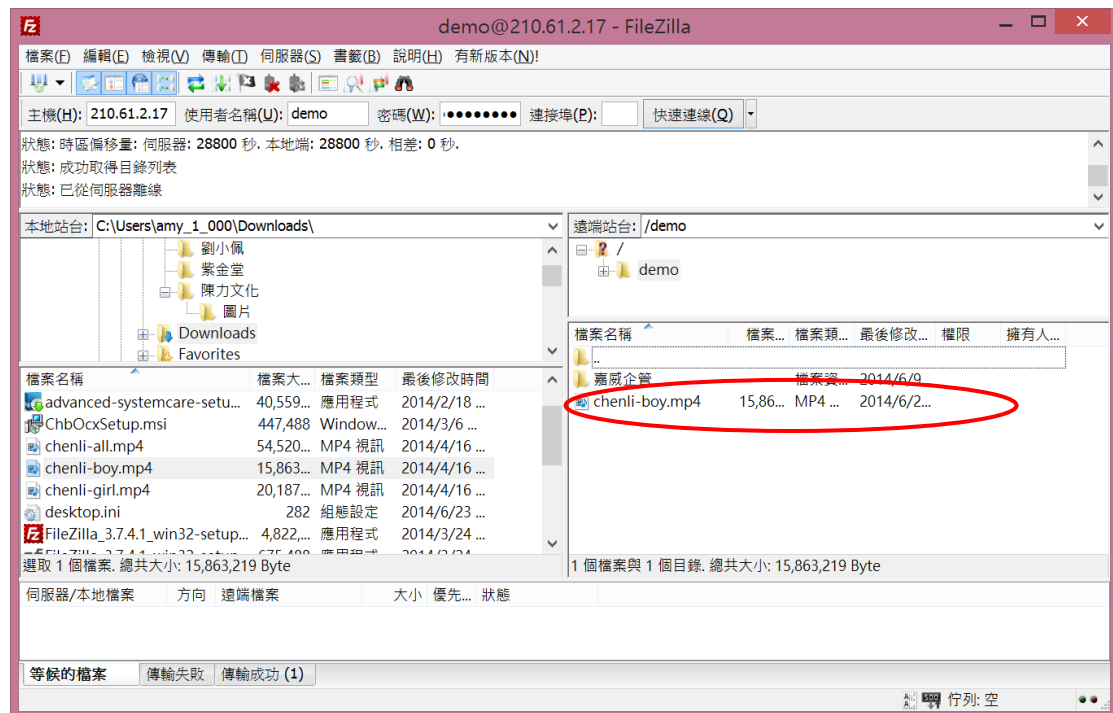 demo@210.61.2.17 - FileZilla
檔案(F) 編輯(E) 檢視(V) 傳輸(T) 伺服器(S) 書籤(B) 說明(H) 有新版本(N)!
主機(H): 210.61.2.17 使用者名稱(U): demo 密碼(W): ●●●●●●●● 連接埠(P): 快速連線(Q)
狀態: 時區偏移量: 伺服器: 28800 秒. 本地端: 28800 秒. 相差: 0 秒.
狀態: 成功取得目錄列表
狀態: 已從伺服器離線
本地站台: C:\Users\amy_1_000\Downloads\
劉小佩
紫金堂
陳力文化
圖片
Downloads
Favorites
檔案名稱 檔案大... 檔案類型 最後修改時間
advanced-systemcare-setu... 40,559... 應用程式 2014/2/18 ...
ChbOcxSetup.msi 447,488 Window... 2014/3/6 ...
chenli-all.mp4 54,520... MP4 視訊 2014/4/16 ...
chenli-boy.mp4 15,863... MP4 視訊 2014/4/16 ...
chenli-girl.mp4 20,187... MP4 視訊 2014/4/16 ...
desktop.ini 282 組態設定 2014/6/23 ...
FileZilla_3.7.4.1_win32-setup... 4,822,... 應用程式 2014/3/24 ...
選取 1 個檔案. 總共大小: 15,863,219 Byte
遠端站台: /demo
/
demo
檔案名稱 檔案... 檔案類... 最後修改... 權限 擁有人...
..
嘉威企管 檔案資... 2014/6/9...
chenli-boy.mp4 15,86... MP4 ... 2014/6/2...
1 個檔案與 1 個目錄. 總共大小: 15,863,219 Byte
伺服器/本地檔案 方向 遠端檔案 大小 優先... 狀態
等候的檔案 傳輸失敗 傳輸成功 (1)
佇列: 空